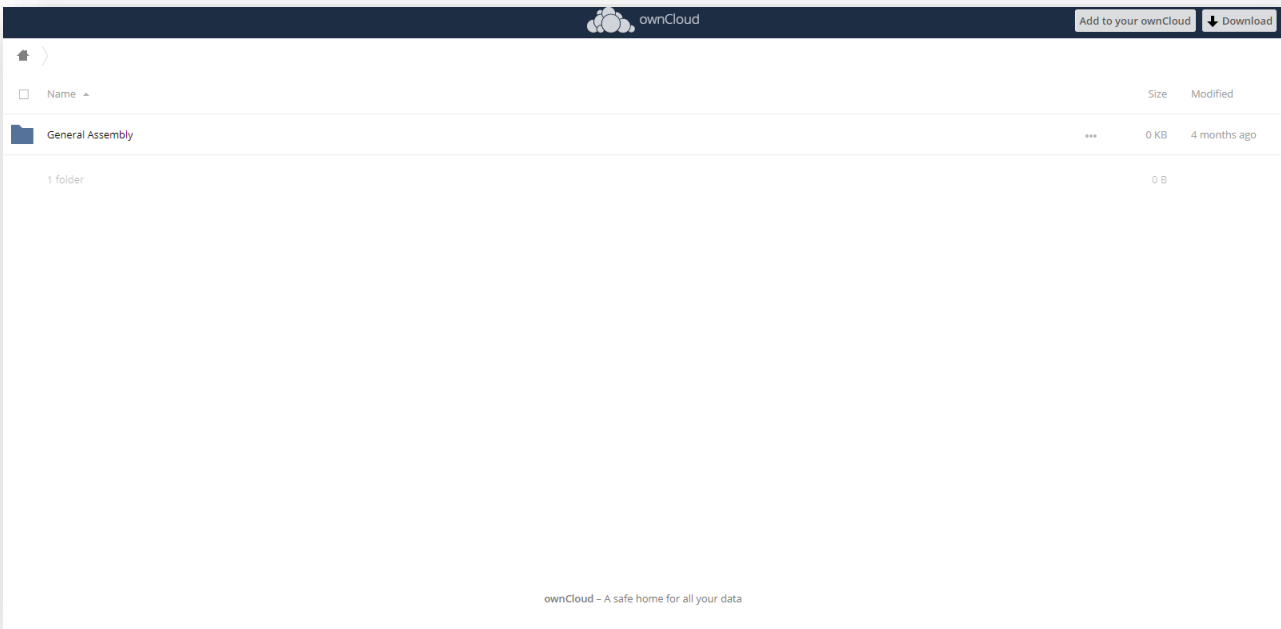 ownCloud Add to your ownCloud Download
Name Size Modified
General Assembly ... 0 KB 4 months ago
1 folder 0 B
ownCloud – A safe home for all your data